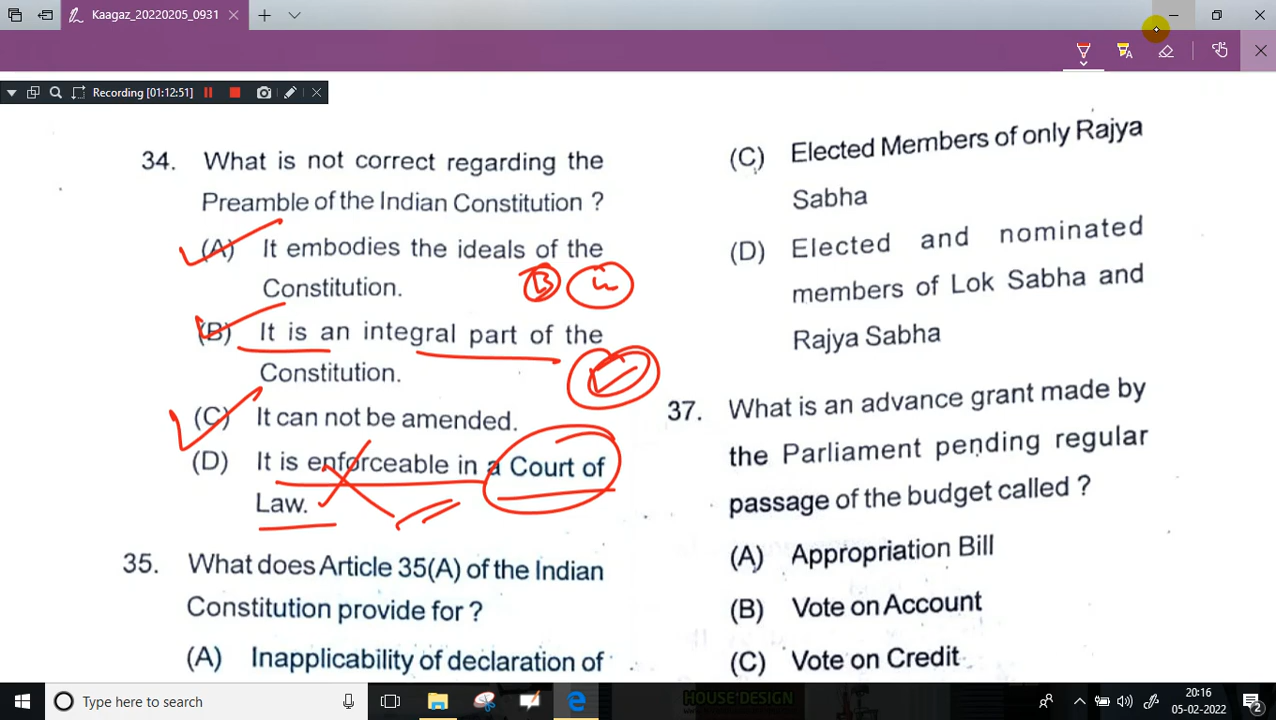 Kaagaz_20220205_0931
Recording [01:12:51]
34. What is not correct regarding the
Preamble of the Indian Constitution ?
(A) It embodies the ideals of the
Constitution.
B
(B) It is an integral part of the
Constitution.
(C) It can not be amended.
(D) It is enforceable in a Court of
Law.
35. What does Article 35(A) of the Indian
Constitution provide for ?
(A) Inapplicability of declaration of
(C) Elected Members of only Rajya
Sabha
(D) Elected and nominated
members of Lok Sabha and
Rajya Sabha
37. What is an advance grant made by
the Parliament pending regular
passage of the budget called ?
(A) Appropriation Bill
(B) Vote on Account
(C) Vote on Credit
Type here to search
HOUSE DESIGN
20:16
05-02-2022
2